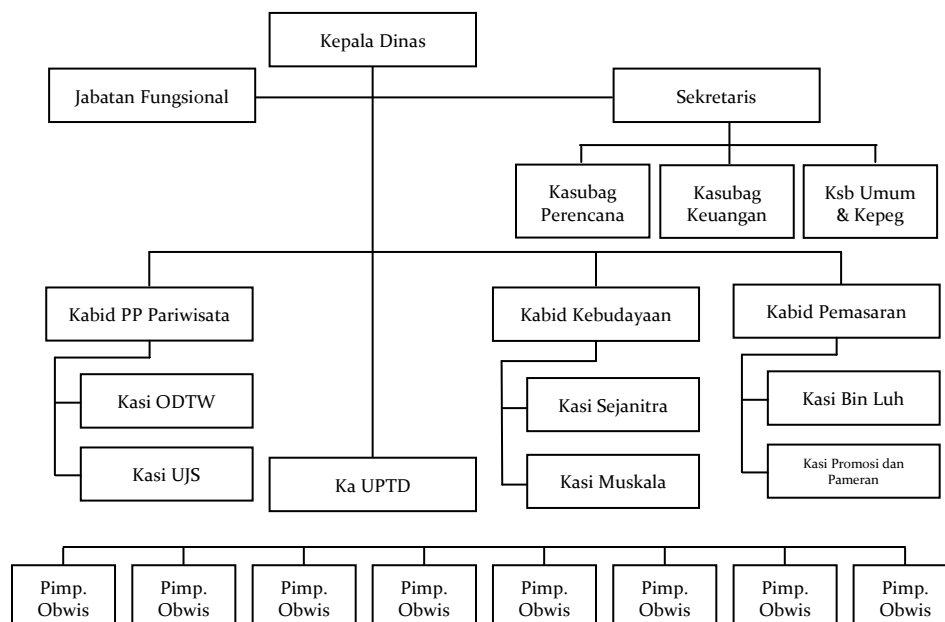 Kepala Dinas
Jabatan Fungsional
Sekretaris
Kasubag
Perencana
Kasubag
Keuangan
Ksb Umum
& Kepeg
Kabid PP Pariwisata
Kabid Kebudayaan
Kabid Pemasaran
Kasi ODTW
Kasi Sejanitra
Kasi Bin Luh
Kasi UJS
Ka UPTD
Kasi Muskala
Kasi Promosi dan
Pameran
Pimp.
Obwis
Pimp.
Obwis
Pimp.
Obwis
Pimp.
Obwis
Pimp.
Obwis
Pimp.
Obwis
Pimp.
Obwis
Pimp.
Obwis